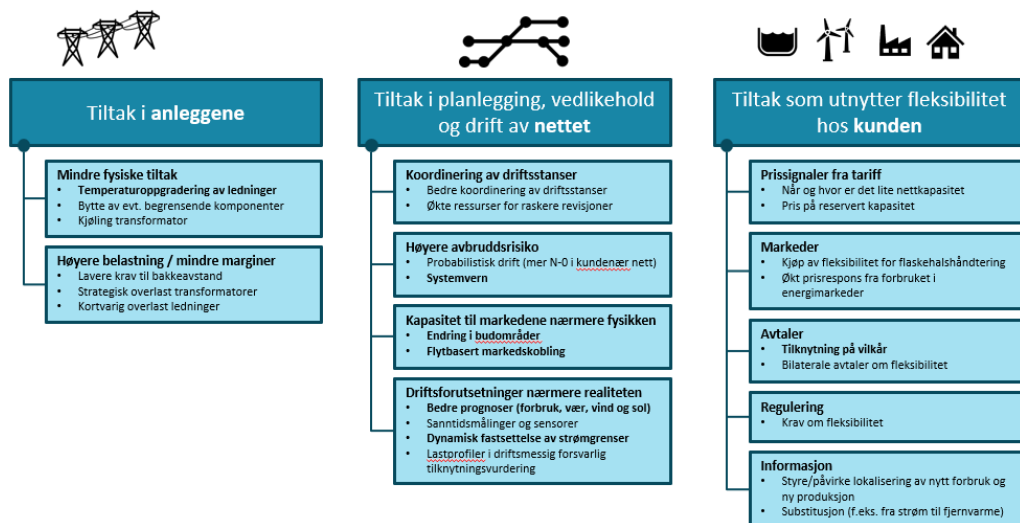 Tiltak i anleggene
Mindre fysiske tiltak
• Temperaturoppgradering av ledninger
• Bytte av evt. begrensende komponenter
• Kjøling transformator
Høyere belastning / mindre marginer
• Lavere krav til bakkeavstand
• Strategisk overlast transformatorer
• Kortvarig overlast ledninger
Tiltak i planlegging, vedlikehold
og drift av nettet
Koordinering av driftsstanser
• Bedre koordinering av driftsstanser
• Økte ressurser for raskere revisjoner
Høyere avbruddsrisiko
• Probabilistisk drift (mer N-0 i kundenær nett)
• Systemvern
Kapasitet til markedene nærmere fysikken
• Endring i budområder
• Flytbasert markedskobling
Driftsforutsetninger nærmere realiteten
• Bedre prognoser (forbruk, vær, vind og sol)
• Sanntidsmålinger og sensorer
• Dynamisk fastsettelse av strømgrenser
• Lastprofiler i driftsmessig forsvarlig
tilknytningsvurdering
Tiltak som utnytter fleksibilitet
hos kunden
Prissignaler fra tariff
• Når og hvor er det lite nettkapasitet
• Pris på reservert kapasitet
Markeder
• Kjøp av fleksibilitet for flaskehalshåndtering
• Økt prisrespons fra forbruket i
energimarkeder
Avtaler
• Tilknytning på vilkår
• Bilaterale avtaler om fleksibilitet
Regulering
• Krav om fleksibilitet
Informasjon
• Styre/påvirke lokalisering av nytt forbruk og
ny produksjon
• Substitusjon (f.eks. fra strøm til fjernvarme)